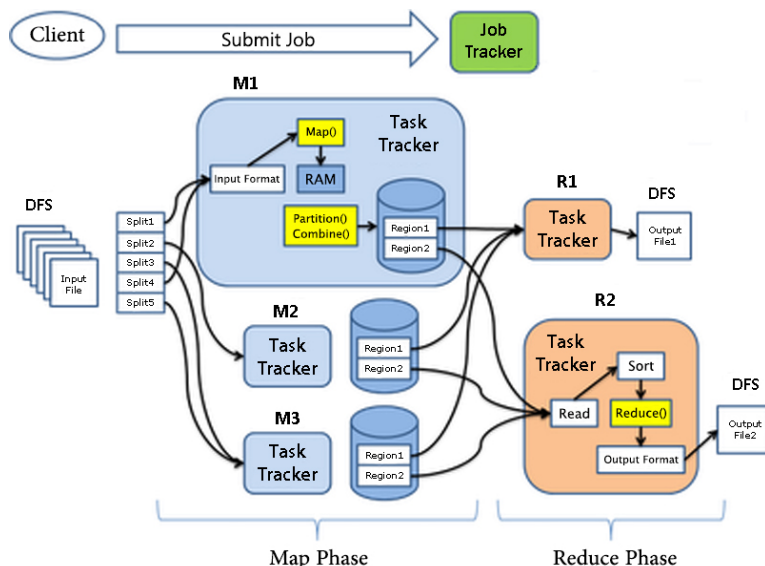 Client
Submit Job
Job
Tracker
M1
Task
Tracker
Map()
Input Format
RAM
Partition()
Combine()
Region1
Region2
DFS
Input
File
Split1
Split2
Split3
Split4
Split5
M2
Task
Tracker
Region1
Region2
M3
Task
Tracker
Region1
Region2
R1
Task
Tracker
DFS
Output
File1
R2
Task
Tracker
Sort
Read
Reduce()
Output Format
DFS
Output
File2
Map Phase
Reduce Phase